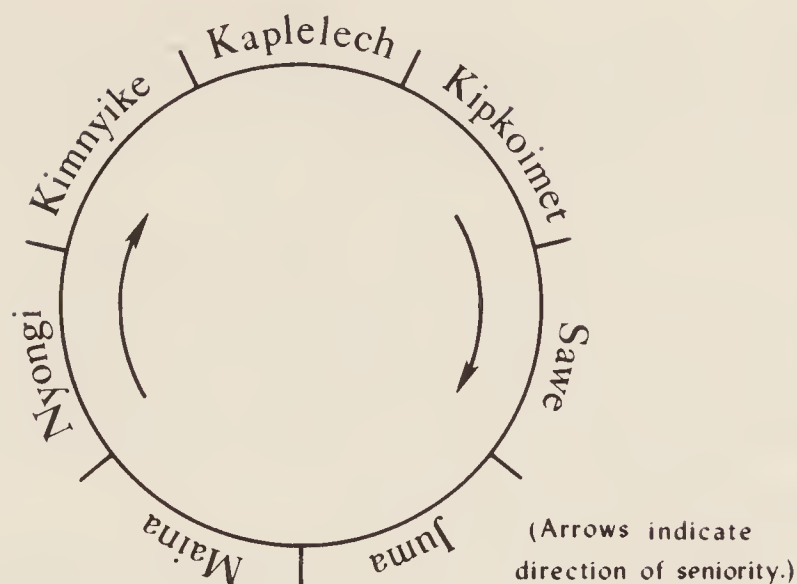 Kaplelech
Kipkoimet
Sawe
Juma
Maina
Nyongi
Kimnyike
(Arrows indicate
direction of seniority.)